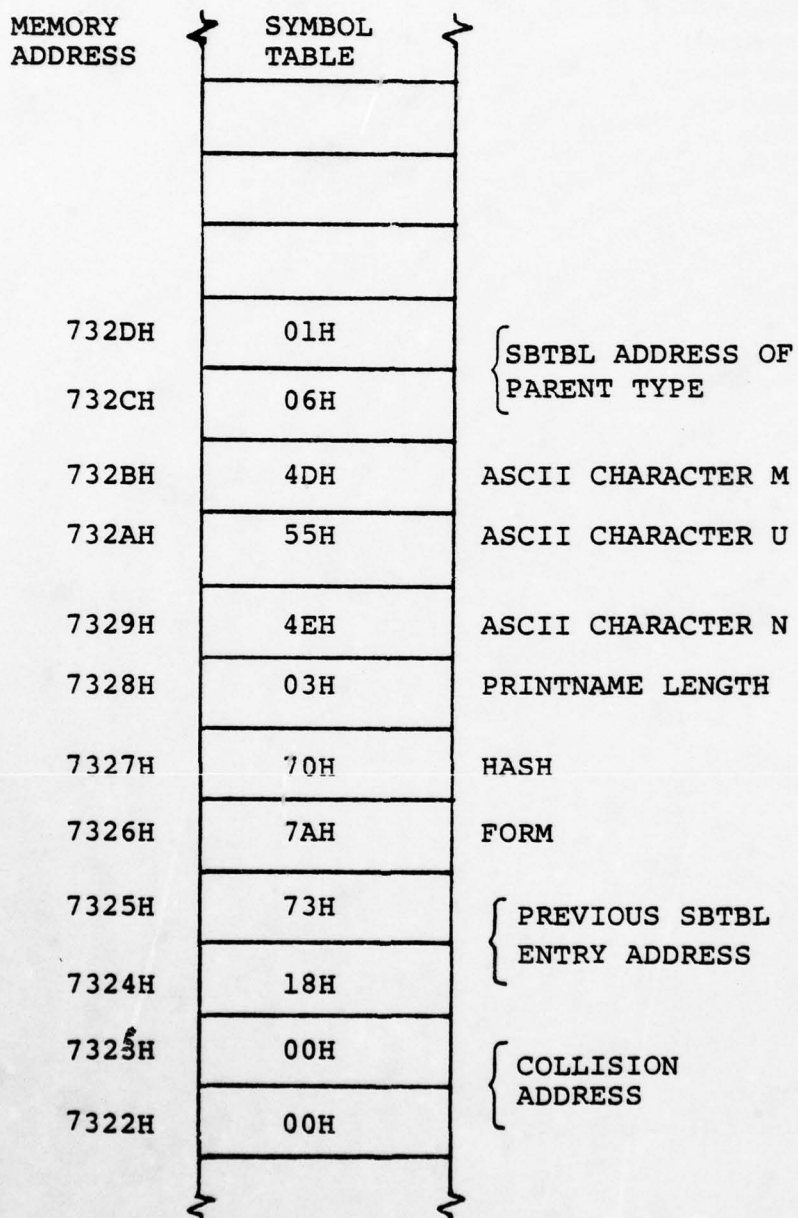 MEMORY ADDRESS
SYMBOL TABLE
732DH 01H
SBTBL ADDRESS OF PARENT TYPE
732CH 06H
732BH 4DH ASCII CHARACTER M
732AH 55H ASCII CHARACTER U
7329H 4EH ASCII CHARACTER N
7328H 03H PRINTNAME LENGTH
7327H 70H HASH
7326H 7AH FORM
7325H 73H
PREVIOUS SBTBL ENTRY ADDRESS
7324H 18H
7323H 00H
COLLISION ADDRESS
7322H 00H